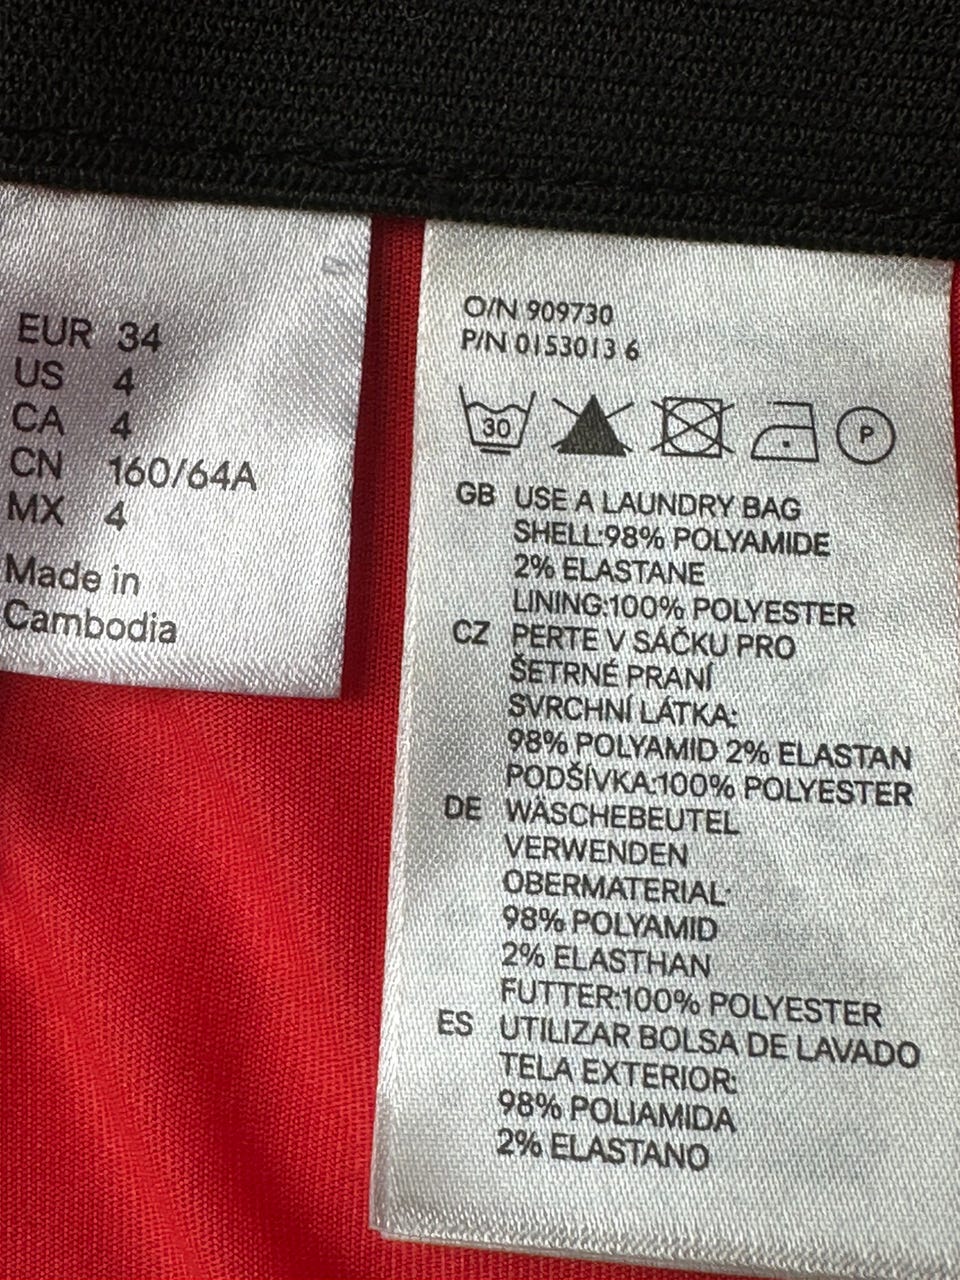 EUR 34
US 4
CA 4
CN 160/64A
MX 4
Made in
Cambodia
O/N 909730
P/N 0153013 6
30
P
GB USE A LAUNDRY BAG
SHELL:98% POLYAMIDE
2% ELASTANE
LINING:100% POLYESTER
CZ PERTE V SÁČKU PRO
ŠETRNÉ PRANÍ
SVRCHNÍ LÁTKA:
98% POLYAMID 2% ELASTAN
PODŠÍVKA:100% POLYESTER
DE WÄSCHEBEUTEL
VERWENDEN
OBERMATERIAL:
98% POLYAMID
2% ELASTHAN
FUTTER:100% POLYESTER
ES UTILIZAR BOLSA DE LAVADO
TELA EXTERIOR:
98% POLIAMIDA
2% ELASTANO